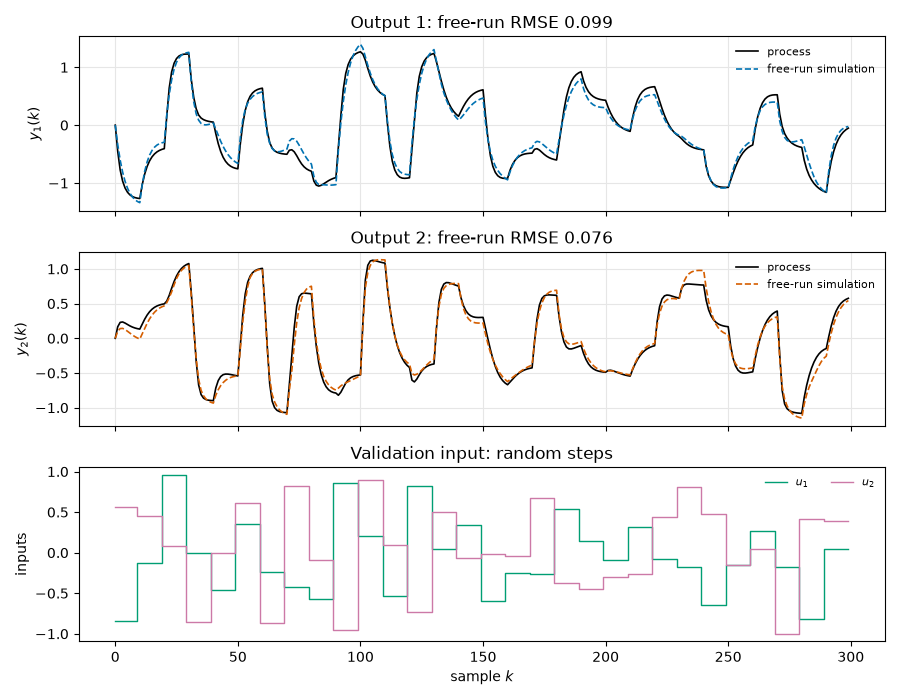 Output 1: free-run RMSE 0.099
process
free-run simulation
y₁(k)
1
0
−1
Output 2: free-run RMSE 0.076
process
free-run simulation
y₂(k)
1.0
0.5
0.0
−0.5
−1.0
Validation input: random steps
u₁ u₂
inputs
1.0
0.5
0.0
−0.5
−1.0
0 50 100 150 200 250 300
sample k